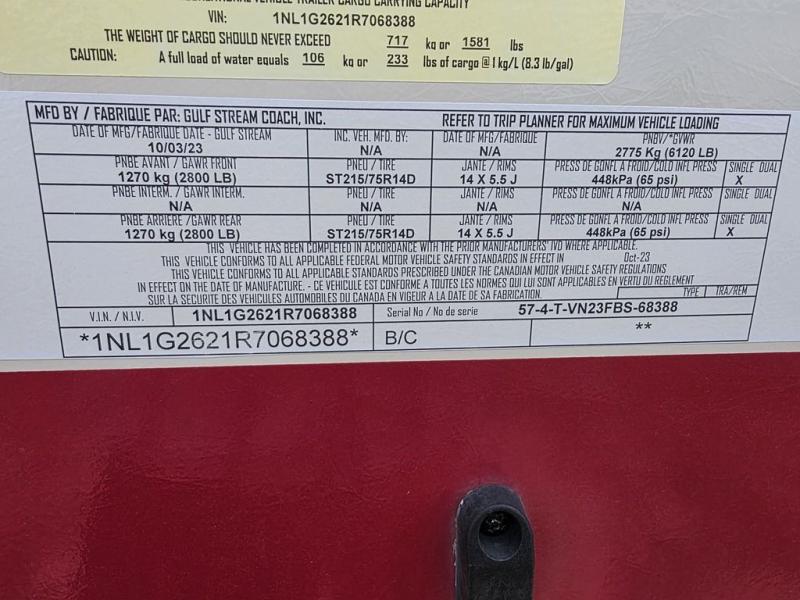 VEHICLE TRAILER CARGO CARRYING CAPACITY
VIN: 1NL1G2621R7068388
THE WEIGHT OF CARGO SHOULD NEVER EXCEED 717 kg or 1581 lbs
CAUTION: A full load of water equals 106 kg or 233 lbs of cargo @ 1 kg/L (8.3 lb/gal)
MFD BY / FABRIQUE PAR: GULF STREAM COACH, INC. REFER TO TRIP PLANNER FOR MAXIMUM VEHICLE LOADING
DATE OF MFG/FABRIQUE DATE - GULF STREAM INC. VEH. MFD. BY: DATE OF MFG/FABRIQUE PNBV/*GVWR
10/03/23 N/A N/A 2775 Kg (6120 LB)
PNBE AVANT / GAWR FRONT PNEU / TIRE JANTE / RIMS PRESS DE GONFL A FROID/COLD INFL PRESS SINGLE DUAL
1270 kg (2800 LB) ST215/75R14D 14 X 5.5 J 448kPa (65 psi) X
PNBE INTERM. / GAWR INTERM. PNEU / TIRE JANTE / RIMS PRESS DE GONFL A FROID/COLD INFL PRESS SINGLE DUAL
N/A N/A N/A N/A
PNBE ARRIERE /GAWR REAR PNEU / TIRE JANTE / RIMS PRESS DE GONFL A FROID/COLD INFL PRESS SINGLE DUAL
1270 kg (2800 LB) ST215/75R14D 14 X 5.5 J 448kPa (65 psi) X
THIS VEHICLE HAS BEEN COMPLETED IN ACCORDANCE WITH THE PRIOR MANUFACTURERS' IVD WHERE APPLICABLE.
THIS VEHICLE CONFORMS TO ALL APPLICABLE FEDERAL MOTOR VEHICLE SAFETY STANDARDS IN EFFECT IN Oct-23
THIS VEHICLE CONFORMS TO ALL APPLICABLE STANDARDS PRESCRIBED UNDER THE CANADIAN MOTOR VEHICLE SAFETY REGULATIONS
IN EFFECT ON THE DATE OF MANUFACTURE. - CE VEHICULE EST CONFORME A TOUTES LES NORMES QUI LUI SONT APPLICABLES EN VERTU DU REGLEMENT
SUR LA SECURITE DES VEHICULES AUTOMOBILES DU CANADA EN VIGEUR A LA DATE DE SA FABRICATION. TYPE TRA/REM
V.I.N. / N.I.V. 1NL1G2621R7068388 Serial No / No de serie 57-4-T-VN23FBS-68388
*1NL1G2621R7068388* B/C **